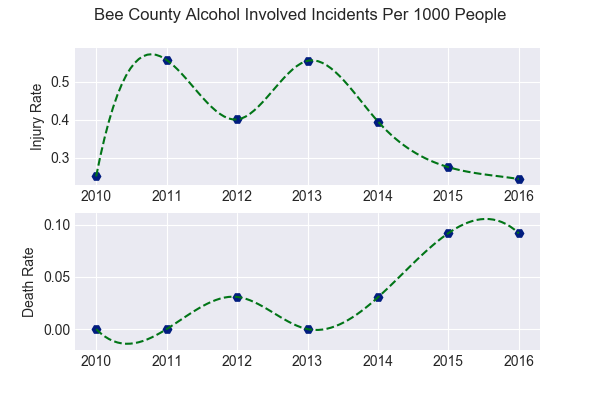 Bee County Alcohol Involved Incidents Per 1000 People
Injury Rate
0.5
0.4
0.3
2010 2011 2012 2013 2014 2015 2016
Death Rate
0.10
0.05
0.00
2010 2011 2012 2013 2014 2015 2016